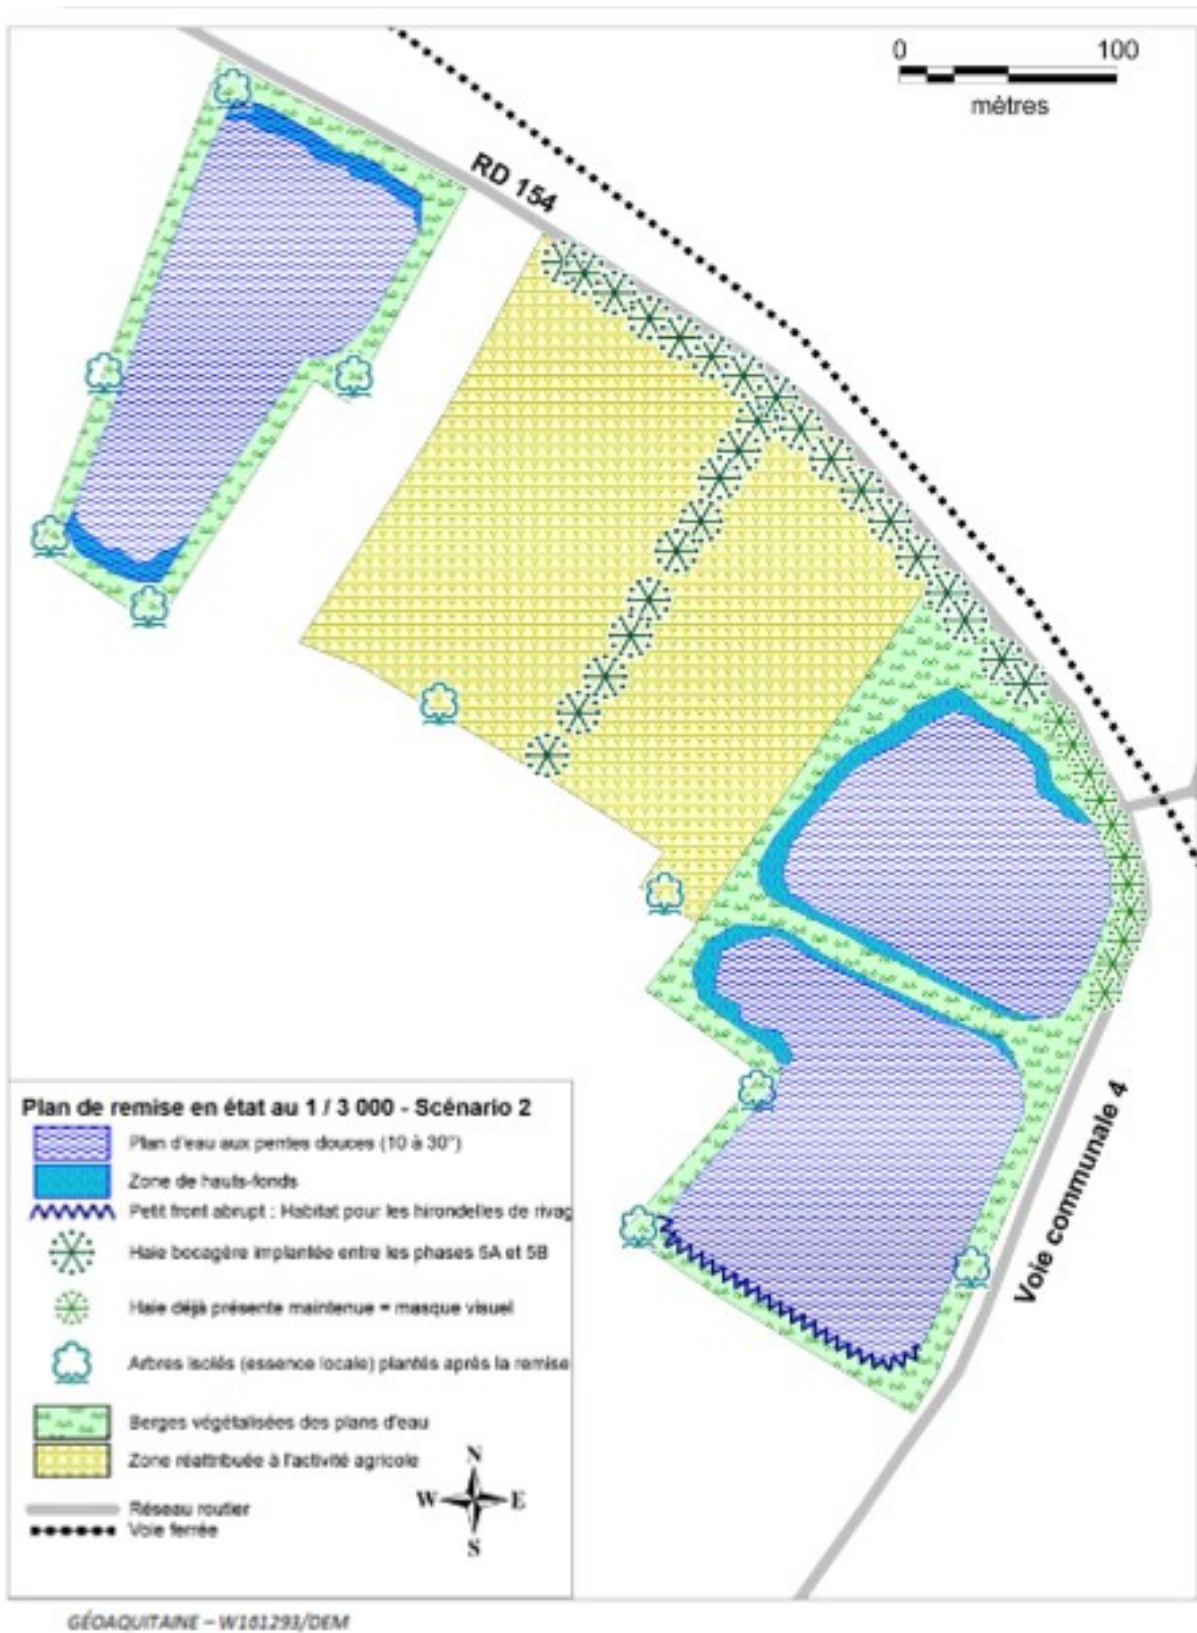 0 100
mètres
RD 154
Voie communale 4
Plan de remise en état au 1 / 3 000 - Scénario 2
Plan d'eau aux pentes douces (10 à 30°)
Zone de hauts-fonds
Petit front abrupt : Habitat pour les hirondelles de rivag
Haie bocagère implantée entre les phases 5A et 5B
Haie déjà présente maintenue = masque visuel
Arbres isolés (essence locale) plantés après la remise
Berges végétalisées des plans d'eau
Zone réattribuée à l'activité agricole
N
W E
S
Réseau routier
Voie ferrée
GÉOAQUITAINE – W161293/DEM